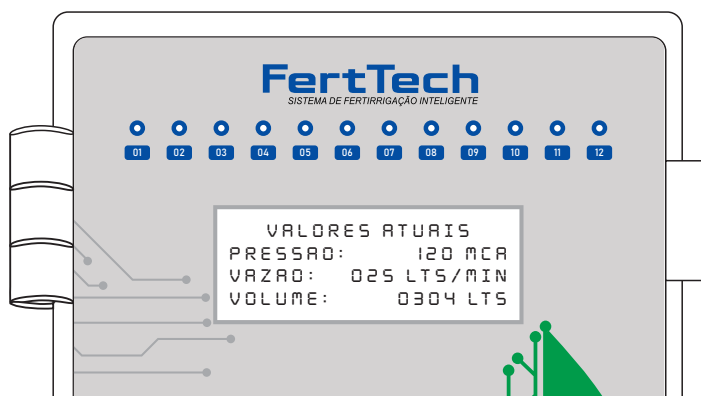 FertTech
SISTEMA DE FERTIRRIGAÇÃO INTELIGENTE
01 02 03 04 05 06 07 08 09 10 11 12
VALORES ATUAIS
PRESSAO: 120 MCA
VAZAO: 025 LTS/MIN
VOLUME: 0304 LTS